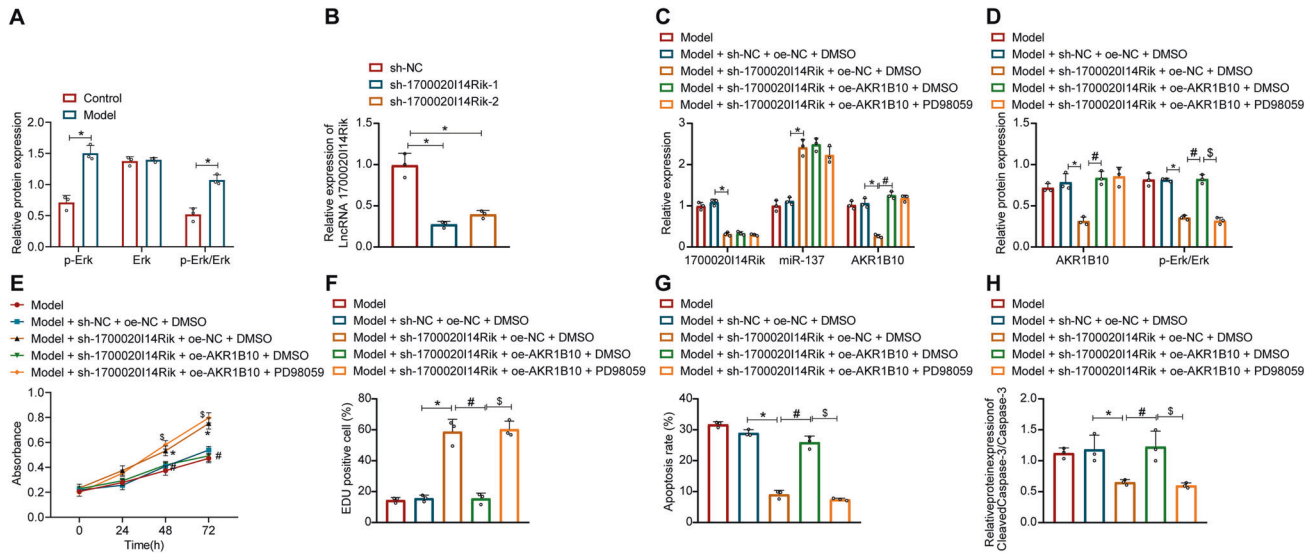 A
Control
Model
Relative protein expression
2.0
1.5
1.0
0.5
0.0
*
*
p-Erk
Erk
p-Erk/Erk
B
sh-NC
sh-1700020I14Rik-1
sh-1700020I14Rik-2
Relative expression of
LncRNA 1700020I14Rik
1.5
1.0
0.5
0.0
*
*
C
Model
Model + sh-NC + oe-NC + DMSO
Model + sh-1700020I14Rik + oe-NC + DMSO
Model + sh-1700020I14Rik + oe-AKR1B10 + DMSO
Model + sh-1700020I14Rik + oe-AKR1B10 + PD98059
Relative expression
3
2
1
0
*
*
* #
1700020I14Rik
miR-137
AKR1B10
D
Model
Model + sh-NC + oe-NC + DMSO
Model + sh-1700020I14Rik + oe-NC + DMSO
Model + sh-1700020I14Rik + oe-AKR1B10 + DMSO
Model + sh-1700020I14Rik + oe-AKR1B10 + PD98059
Relative protein expression
1.5
1.0
0.5
0.0
* #
* # $
AKR1B10
p-Erk/Erk
E
Model
Model + sh-NC + oe-NC + DMSO
Model + sh-1700020I14Rik + oe-NC + DMSO
Model + sh-1700020I14Rik + oe-AKR1B10 + DMSO
Model + sh-1700020I14Rik + oe-AKR1B10 + PD98059
Absorbance
1.0
0.8
0.6
0.4
0.2
0.0
$
*
#
$
*
#
0
24
48
72
Time(h)
F
Model
Model + sh-NC + oe-NC + DMSO
Model + sh-1700020I14Rik + oe-NC + DMSO
Model + sh-1700020I14Rik + oe-AKR1B10 + DMSO
Model + sh-1700020I14Rik + oe-AKR1B10 + PD98059
EDU positive cell (%)
80
60
40
20
0
* # $
G
Model
Model + sh-NC + oe-NC + DMSO
Model + sh-1700020I14Rik + oe-NC + DMSO
Model + sh-1700020I14Rik + oe-AKR1B10 + DMSO
Model + sh-1700020I14Rik + oe-AKR1B10 + PD98059
Apoptosis rate (%)
40
30
20
10
0
* # $
H
Model
Model + sh-NC + oe-NC + DMSO
Model + sh-1700020I14Rik + oe-NC + DMSO
Model + sh-1700020I14Rik + oe-AKR1B10 + DMSO
Model + sh-1700020I14Rik + oe-AKR1B10 + PD98059
Relativeproteinexpressionof
CleavedCaspase-3/Caspase-3
2.0
1.5
1.0
0.5
0.0
* # $